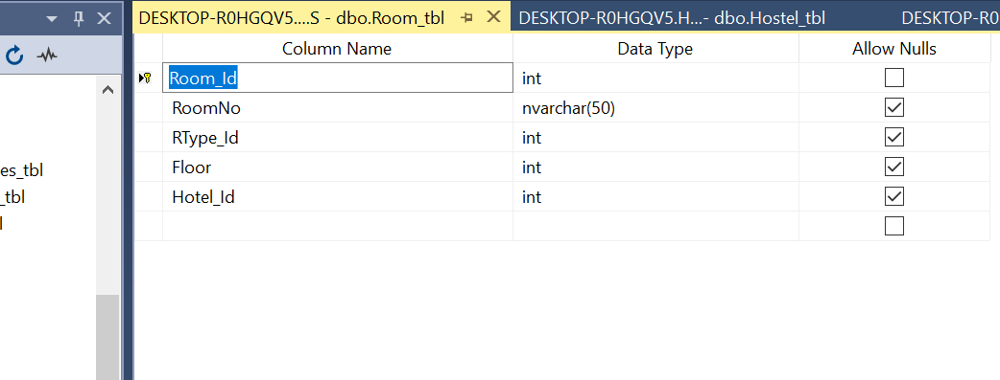 DESKTOP-R0HGQV5....S - dbo.Room_tbl
DESKTOP-R0HGQV5.H...- dbo.Hostel_tbl
DESKTOP-R0
Column Name Data Type Allow Nulls
Room_Id int
RoomNo nvarchar(50)
RType_Id int
es_tbl
Floor int
_tbl
Hotel_Id int
l